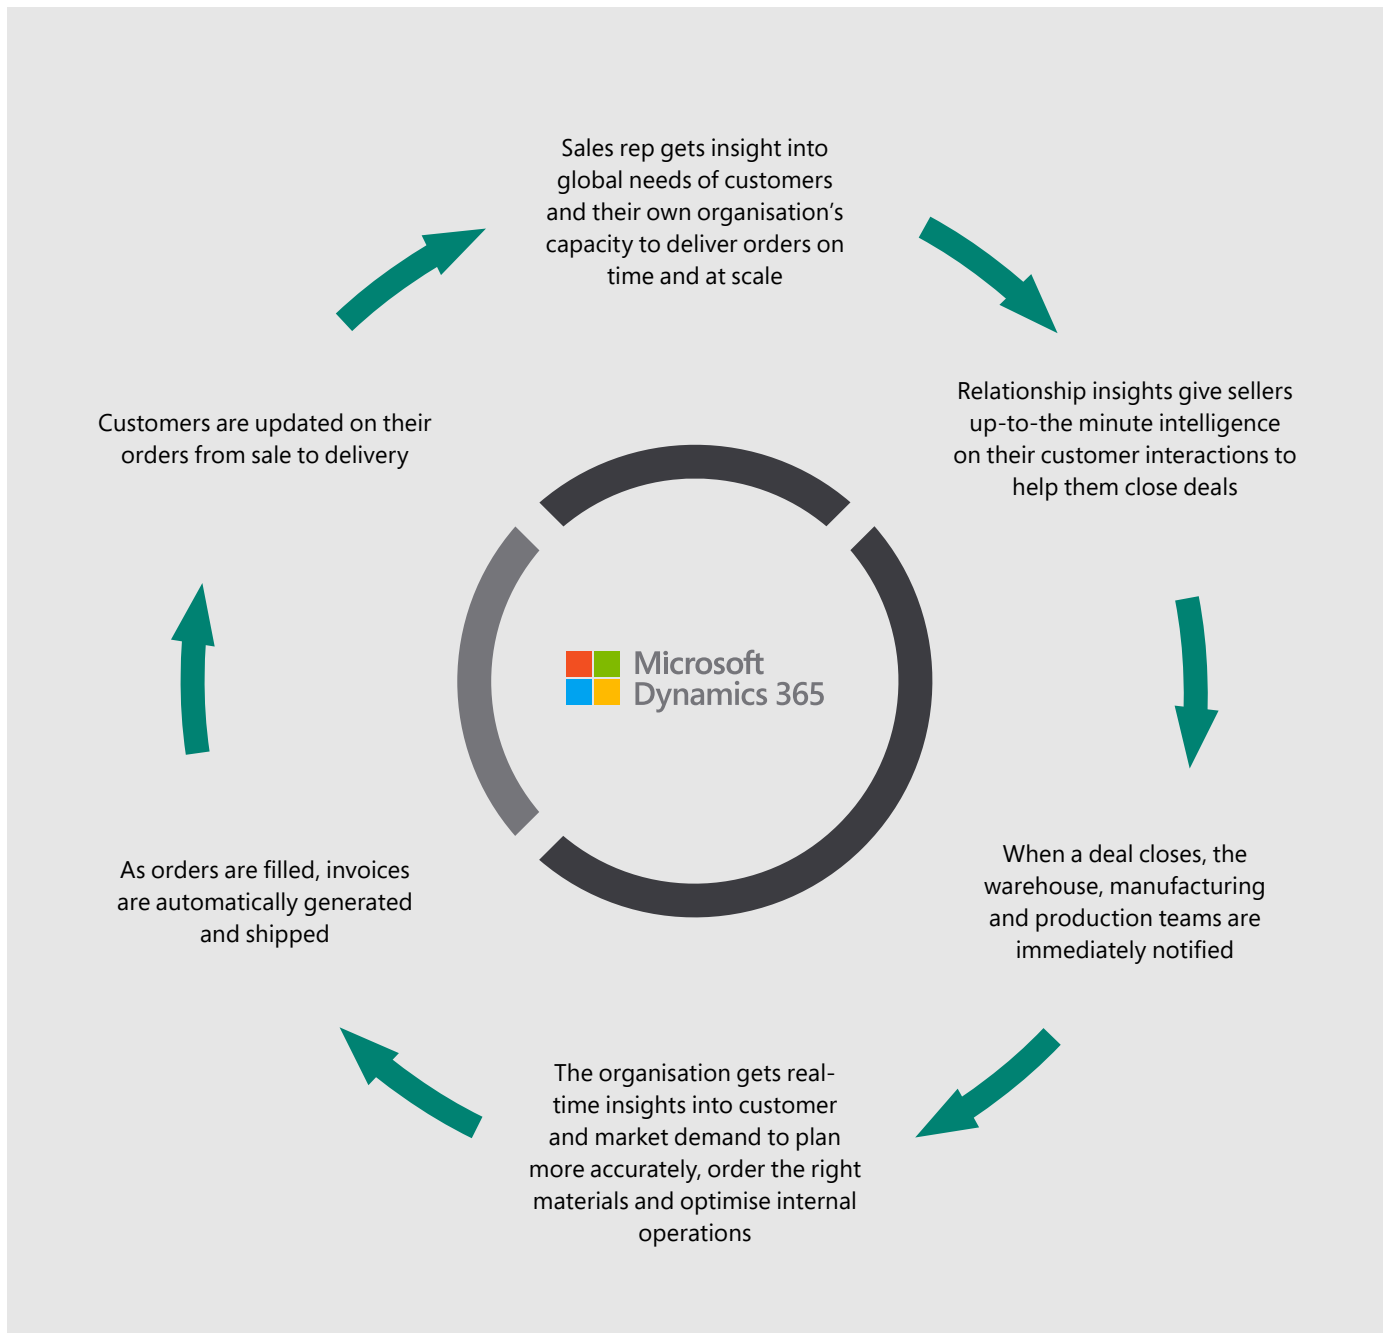 Sales rep gets insight into
global needs of customers
and their own organisation’s
capacity to deliver orders on
time and at scale
Relationship insights give sellers
up-to-the minute intelligence
on their customer interactions to
help them close deals
When a deal closes, the
warehouse, manufacturing
and production teams are
immediately notified
The organisation gets real-
time insights into customer
and market demand to plan
more accurately, order the right
materials and optimise internal
operations
As orders are filled, invoices
are automatically generated
and shipped
Customers are updated on their
orders from sale to delivery
Microsoft
Dynamics 365